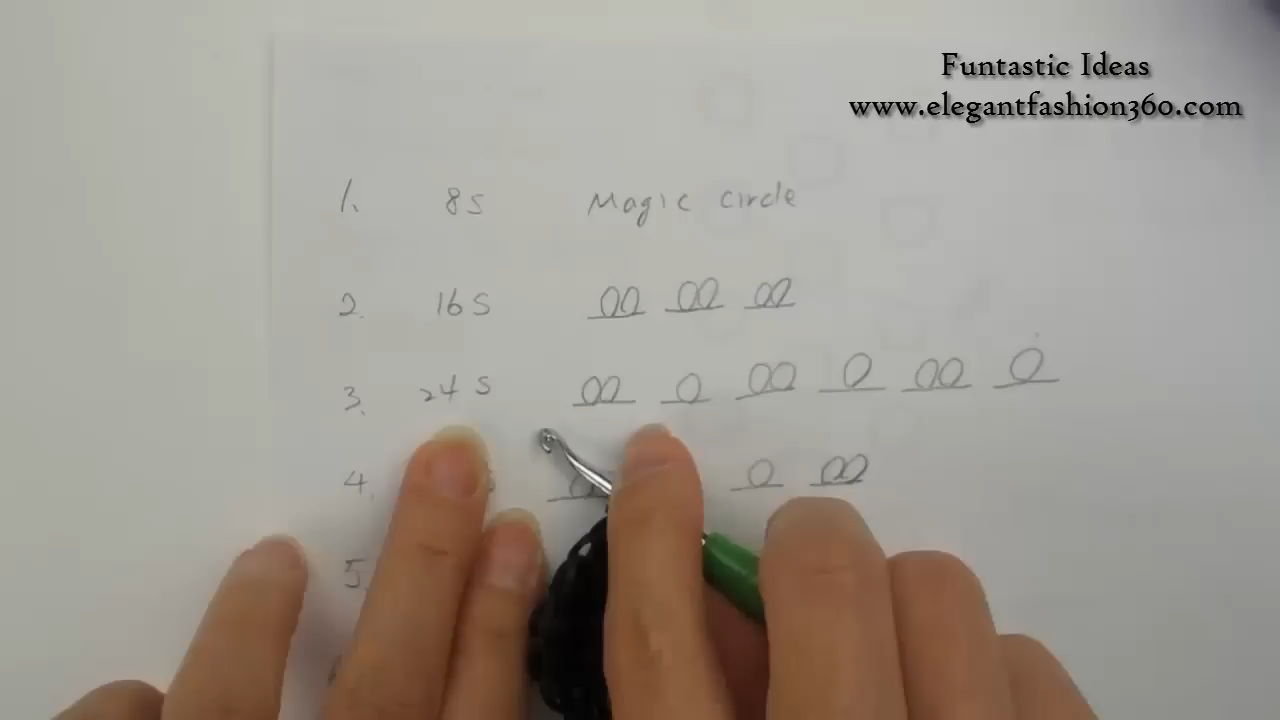 Funtastic Ideas
www.elegantfashion360.com
1. 8s Magic Circle
2. 16s
3. 24s
4.
5.